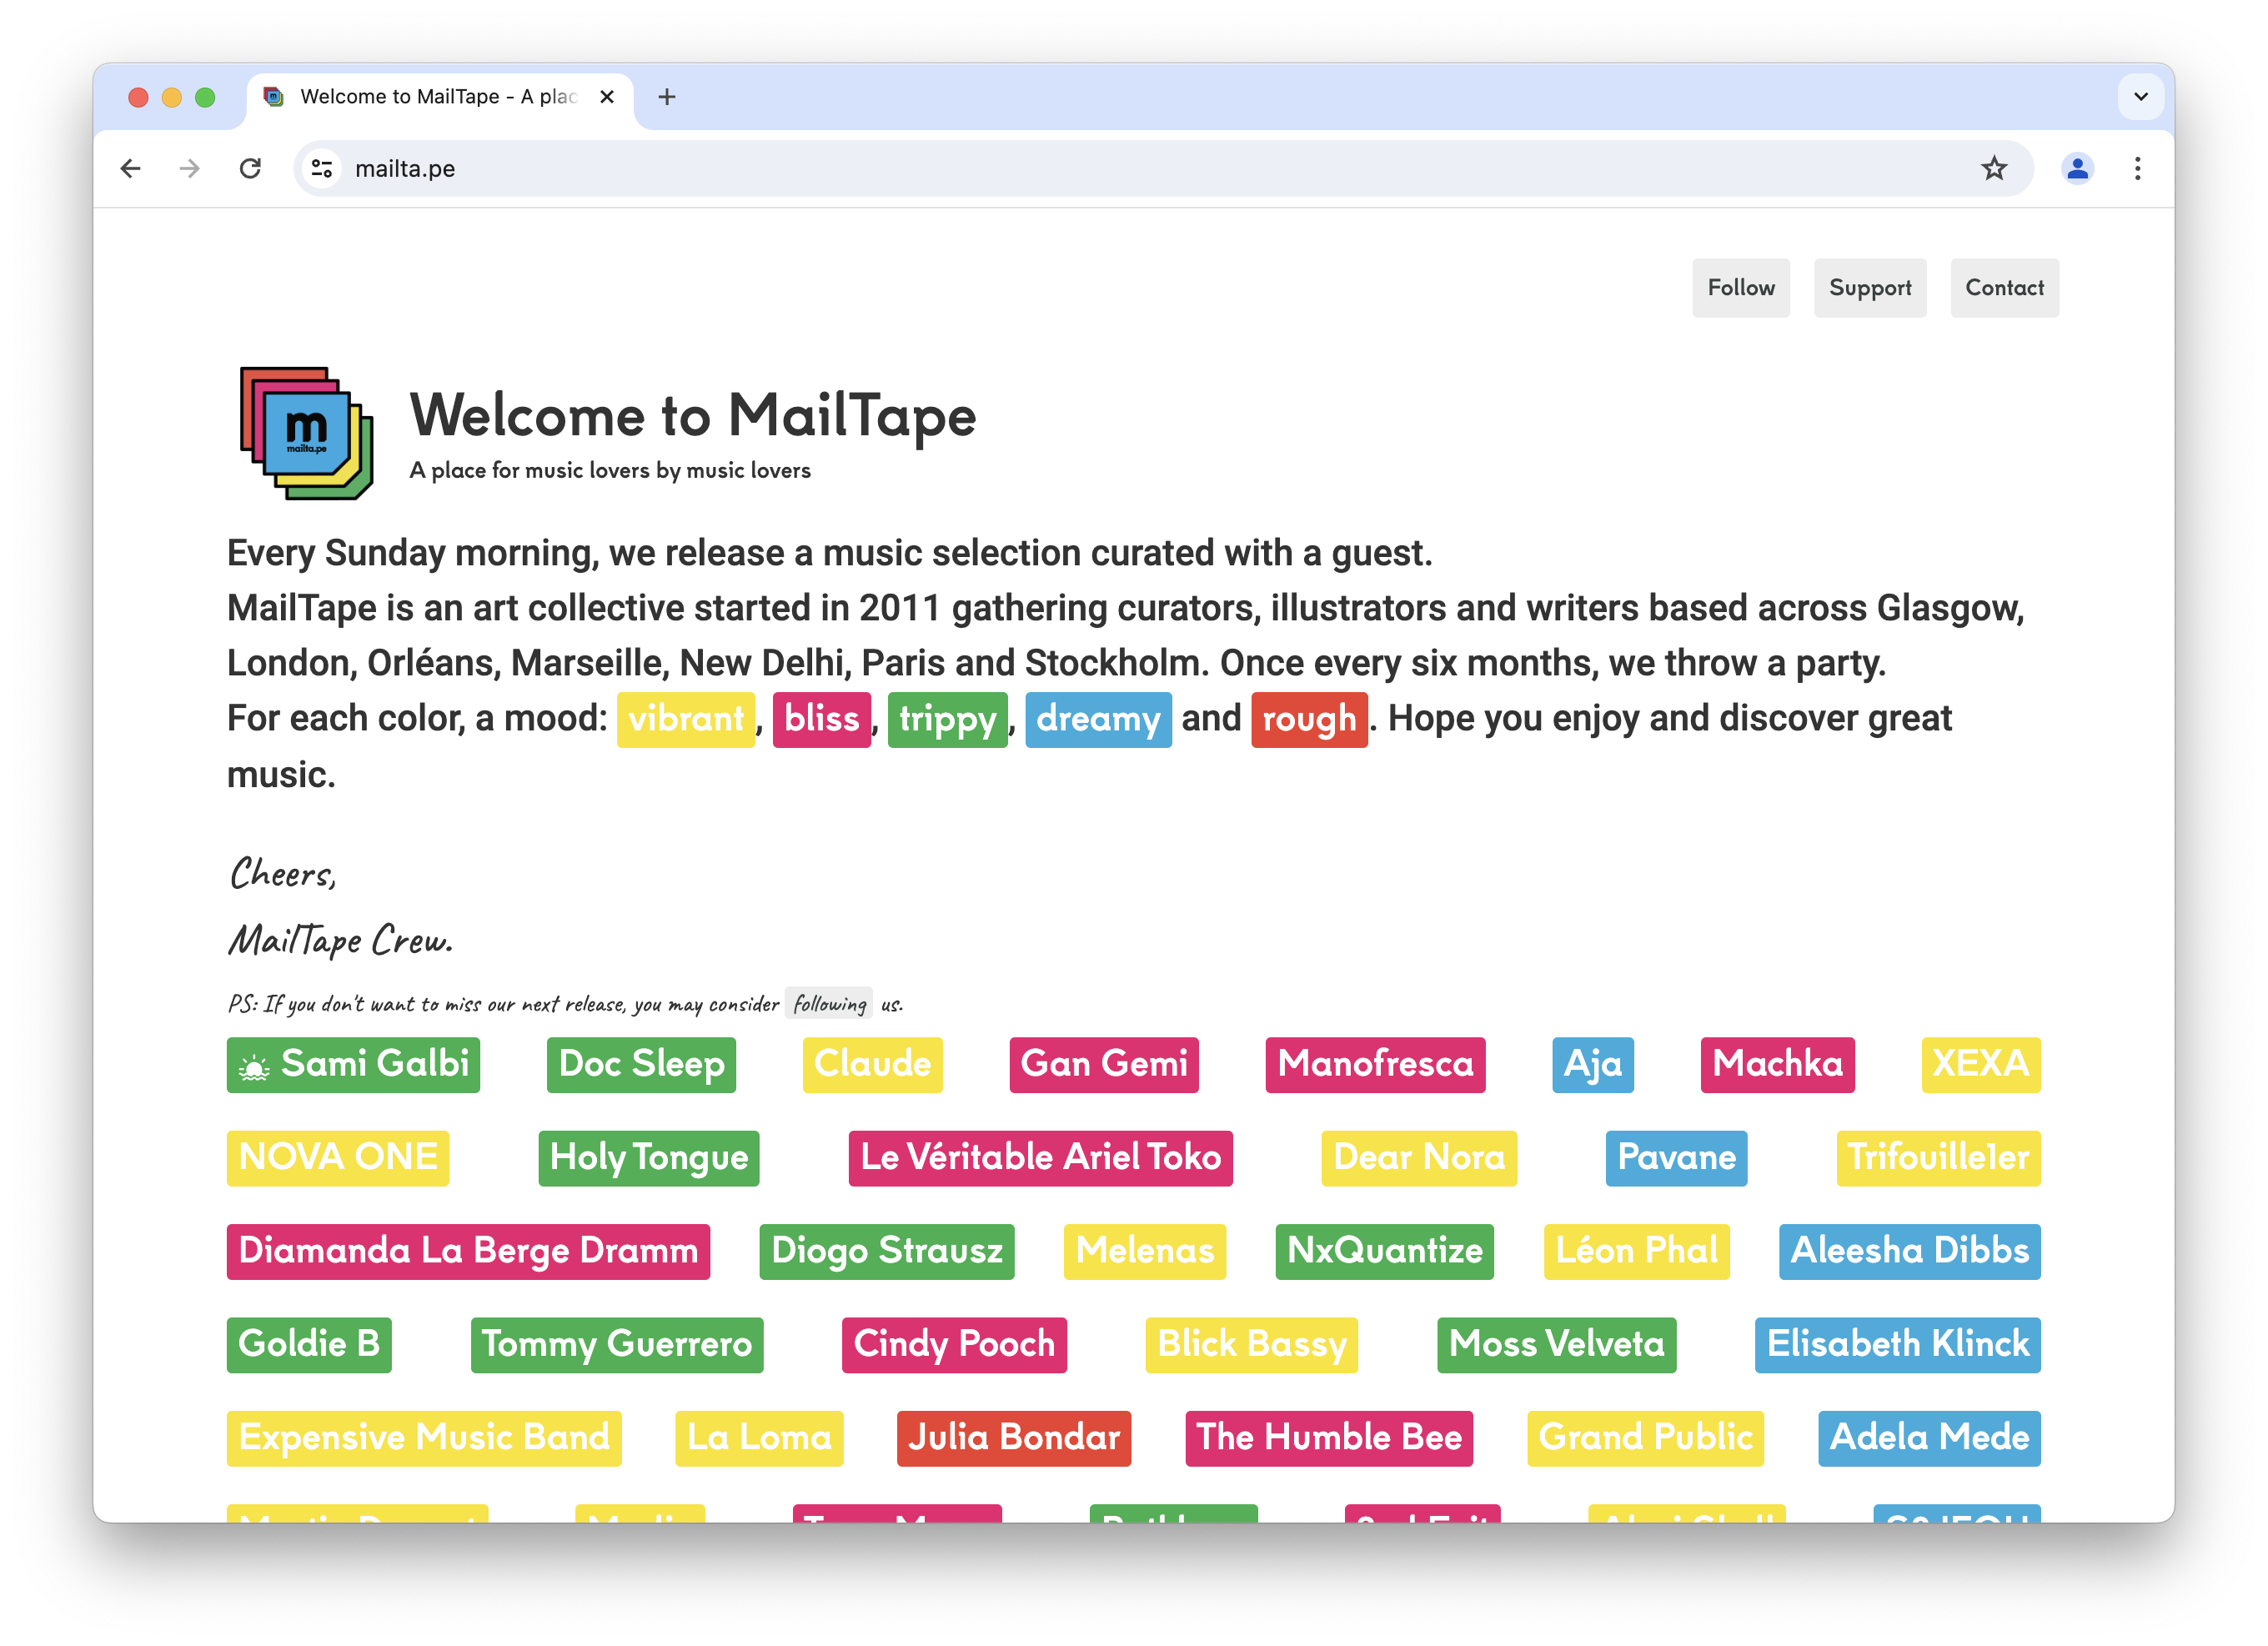 Welcome to MailTape - A plac
mailta.pe
Follow Support Contact
m
mailta.pe
Welcome to MailTape
A place for music lovers by music lovers
Every Sunday morning, we release a music selection curated with a guest.
MailTape is an art collective started in 2011 gathering curators, illustrators and writers based across Glasgow,
London, Orléans, Marseille, New Delhi, Paris and Stockholm. Once every six months, we throw a party.
For each color, a mood: vibrant, bliss, trippy, dreamy and rough. Hope you enjoy and discover great
music.
Cheers,
MailTape Crew.
PS: If you don't want to miss our next release, you may consider following us.
Sami Galbi Doc Sleep Claude Gan Gemi Manofresca Aja Machka XEXA
NOVA ONE Holy Tongue Le Véritable Ariel Toko Dear Nora Pavane Trifouille1er
Diamanda La Berge Dramm Diogo Strausz Melenas NxQuantize Léon Phal Aleesha Dibbs
Goldie B Tommy Guerrero Cindy Pooch Blick Bassy Moss Velveta Elisabeth Klinck
Expensive Music Band La Loma Julia Bondar The Humble Bee Grand Public Adela Mede